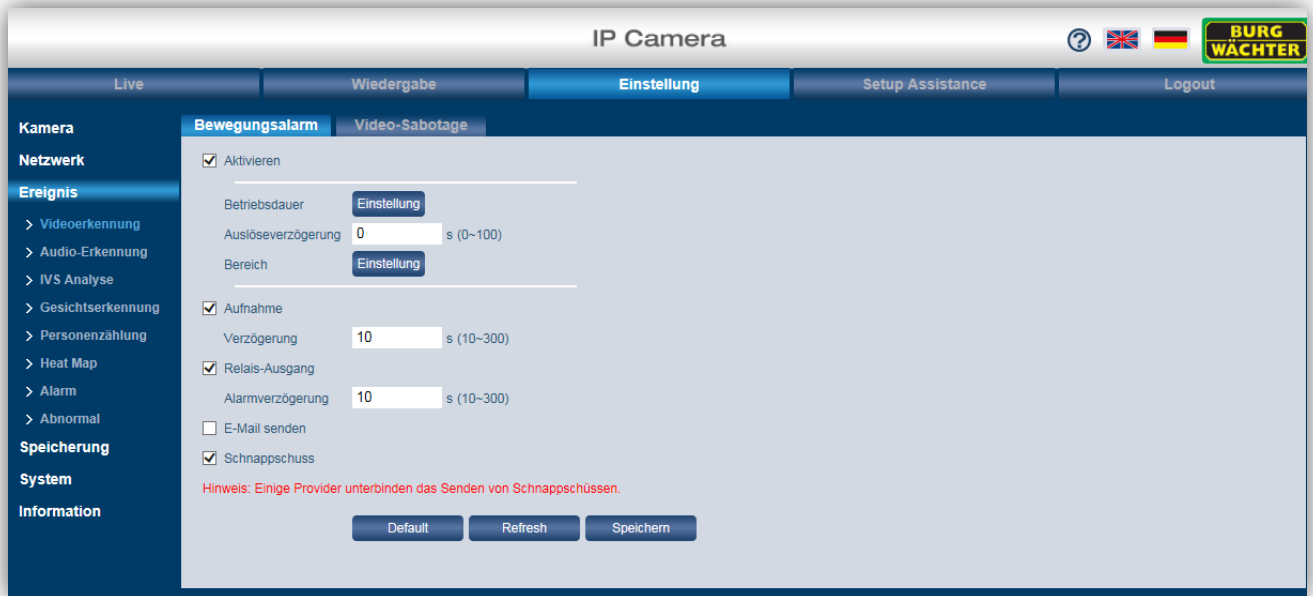 IP Camera
?
BURG
WÄCHTER
Live Wiedergabe Einstellung Setup Assistance Logout
Kamera
Netzwerk
Ereignis
> Videoerkennung
> Audio-Erkennung
> IVS Analyse
> Gesichtserkennung
> Personenzählung
> Heat Map
> Alarm
> Abnormal
Speicherung
System
Information
Bewegungsalarm Video-Sabotage
Aktivieren
Betriebsdauer Einstellung
Auslöseverzögerung 0 s (0~100)
Bereich Einstellung
Aufnahme
Verzögerung 10 s (10~300)
Relais-Ausgang
Alarmverzögerung 10 s (10~300)
E-Mail senden
Schnappschuss
Hinweis: Einige Provider unterbinden das Senden von Schnappschüssen.
Default Refresh Speichern